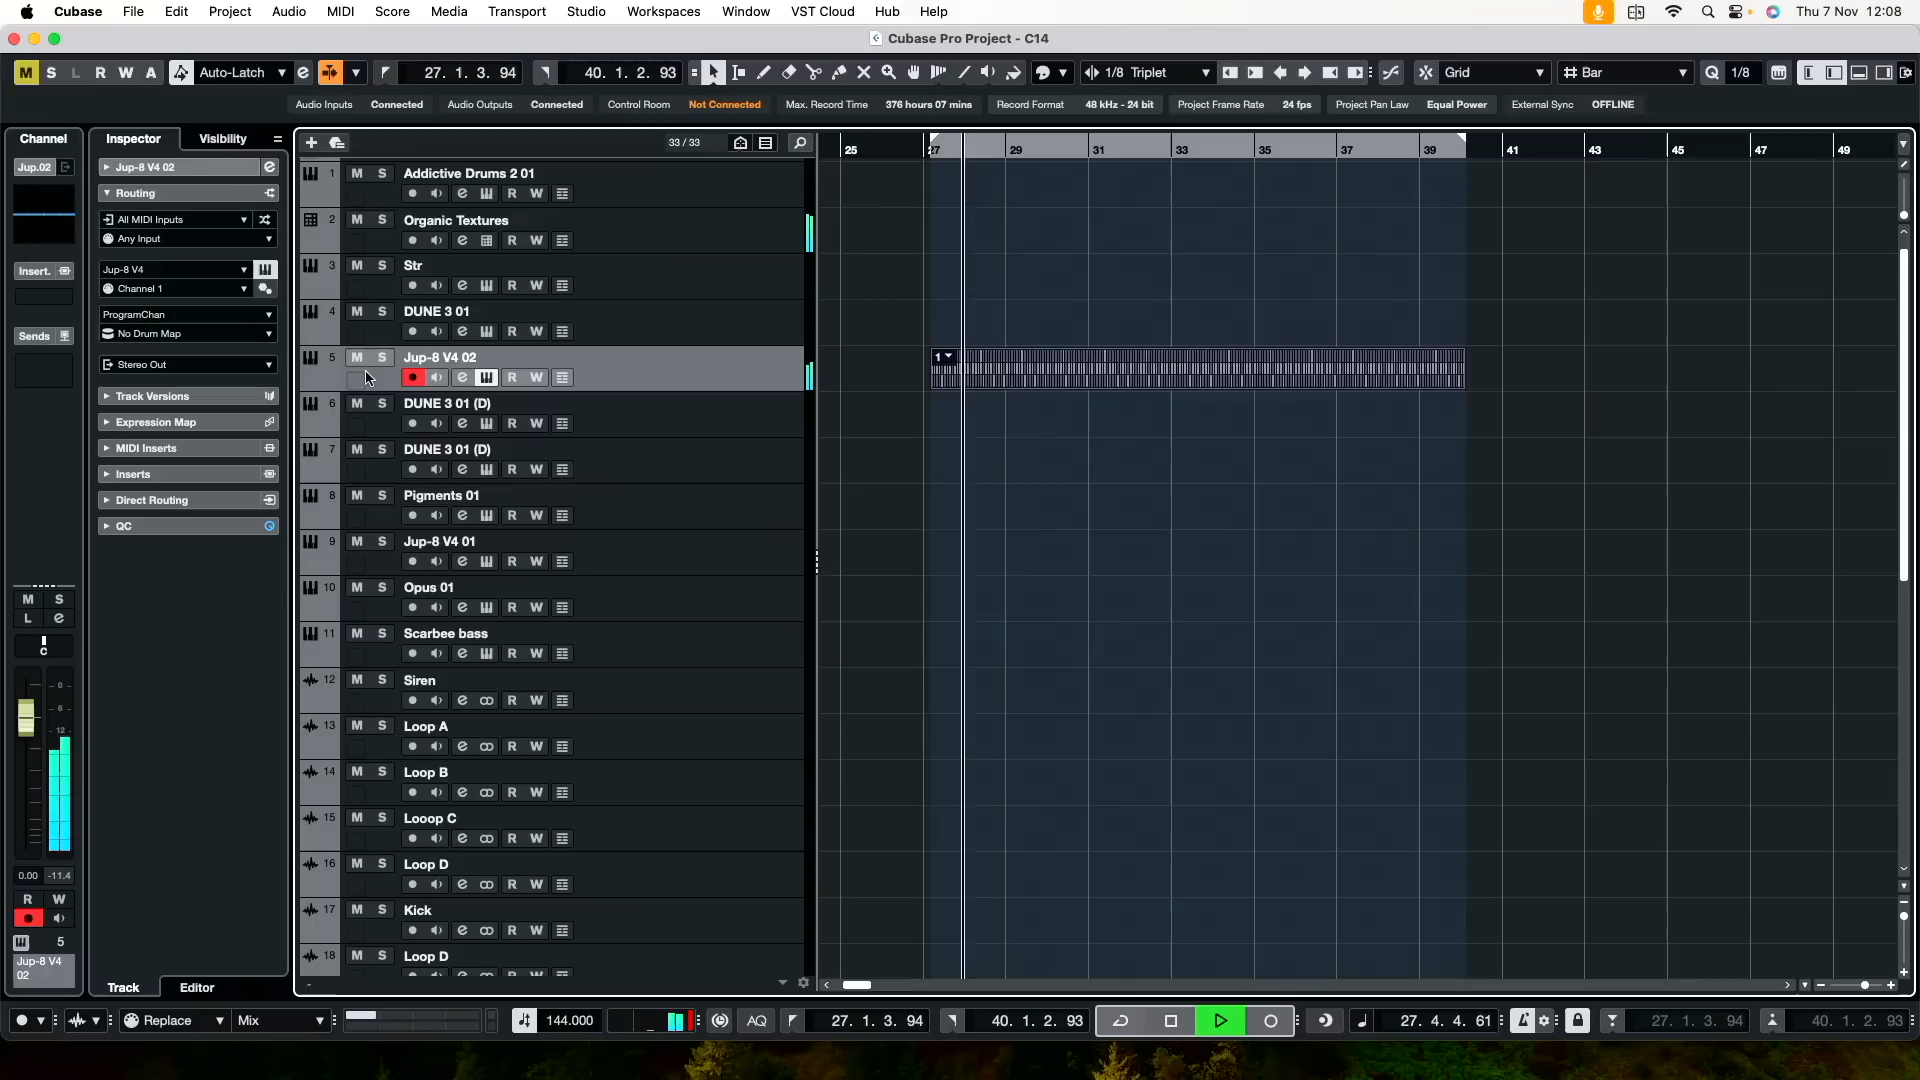 Cubase File Edit Project Audio MIDI Score Media Transport Studio Workspaces Window VST Cloud Hub Help Thu 7 Nov 12:08
Cubase Pro Project - C14
M S L R W A Auto-Latch e 27. 1. 3. 94 40. 1. 2. 93 1/8 Triplet Grid Bar Q 1/8
Audio Inputs Connected Audio Outputs Connected Control Room Not Connected Max. Record Time 376 hours 07 mins Record Format 48 kHz - 24 bit Project Frame Rate 24 fps Project Pan Law Equal Power External Sync OFFLINE
Channel
Jup.02
Insert.
Sends
M S
L e
C
0
6
12
0.00 -11.4
R W
5
Jup-8 V4
02
Inspector Visibility
Jup-8 V4 02 e
Routing
All MIDI Inputs
Any Input
Jup-8 V4
Channel 1
ProgramChan
No Drum Map
Stereo Out
Track Versions
Expression Map
MIDI Inserts
Inserts
Direct Routing
QC
Track Editor
33 / 33
25 27 29 31 33 35 37 39 41 43 45 47 49
1 M S Addictive Drums 2 01
e R W
2 M S Organic Textures
e R W
3 M S Str
e R W
4 M S DUNE 3 01
e R W
5 M S Jup-8 V4 02
e R W
1
6 M S DUNE 3 01 (D)
e R W
7 M S DUNE 3 01 (D)
e R W
8 M S Pigments 01
e R W
9 M S Jup-8 V4 01
e R W
10 M S Opus 01
e R W
11 M S Scarbee bass
e R W
12 M S Siren
e R W
13 M S Loop A
e R W
14 M S Loop B
e R W
15 M S Looop C
e R W
16 M S Loop D
e R W
17 M S Kick
e R W
18 M S Loop D
Replace Mix 144.000 AQ 27. 1. 3. 94 40. 1. 2. 93 27. 4. 4. 61 27. 1. 3. 94 40. 1. 2. 93